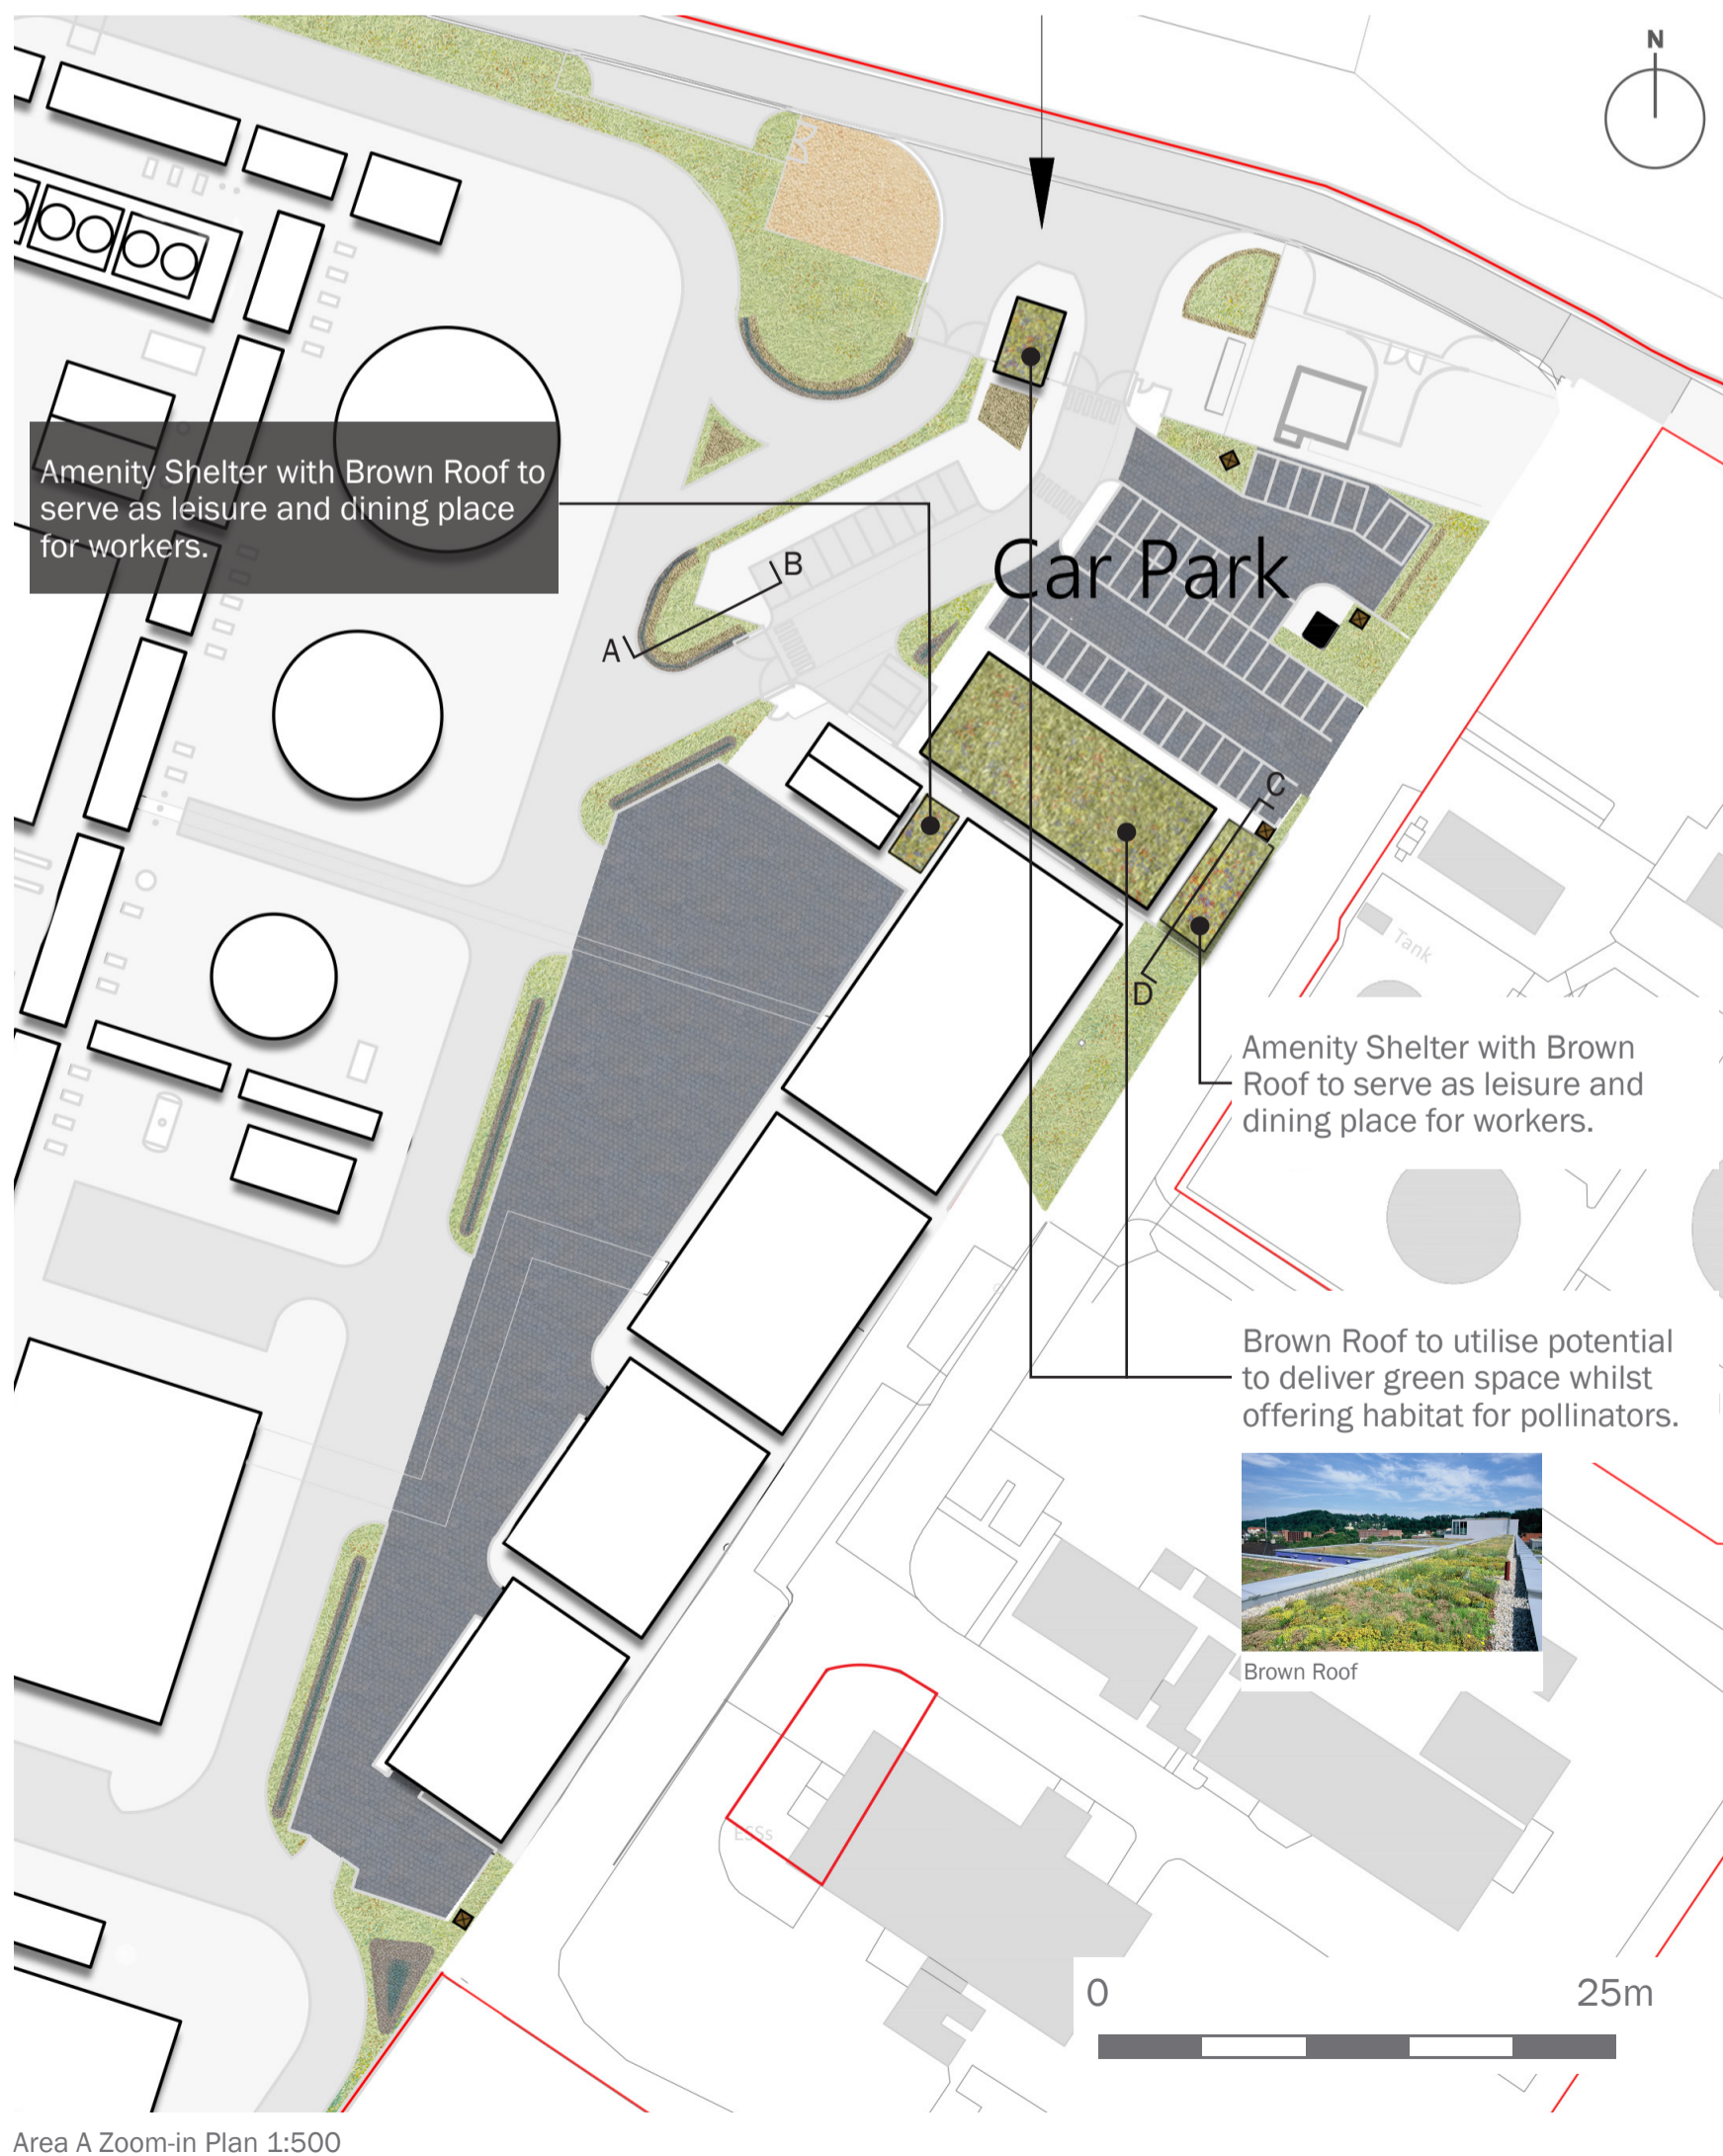 N
Amenity Shelter with Brown Roof to
serve as leisure and dining place
for workers.
B
A
Car Park
C
D
Tank
Amenity Shelter with Brown
Roof to serve as leisure and
dining place for workers.
Brown Roof to utilise potential
to deliver green space whilst
offering habitat for pollinators.
Brown Roof
ESSs
0 25m
Area A Zoom-in Plan 1:500